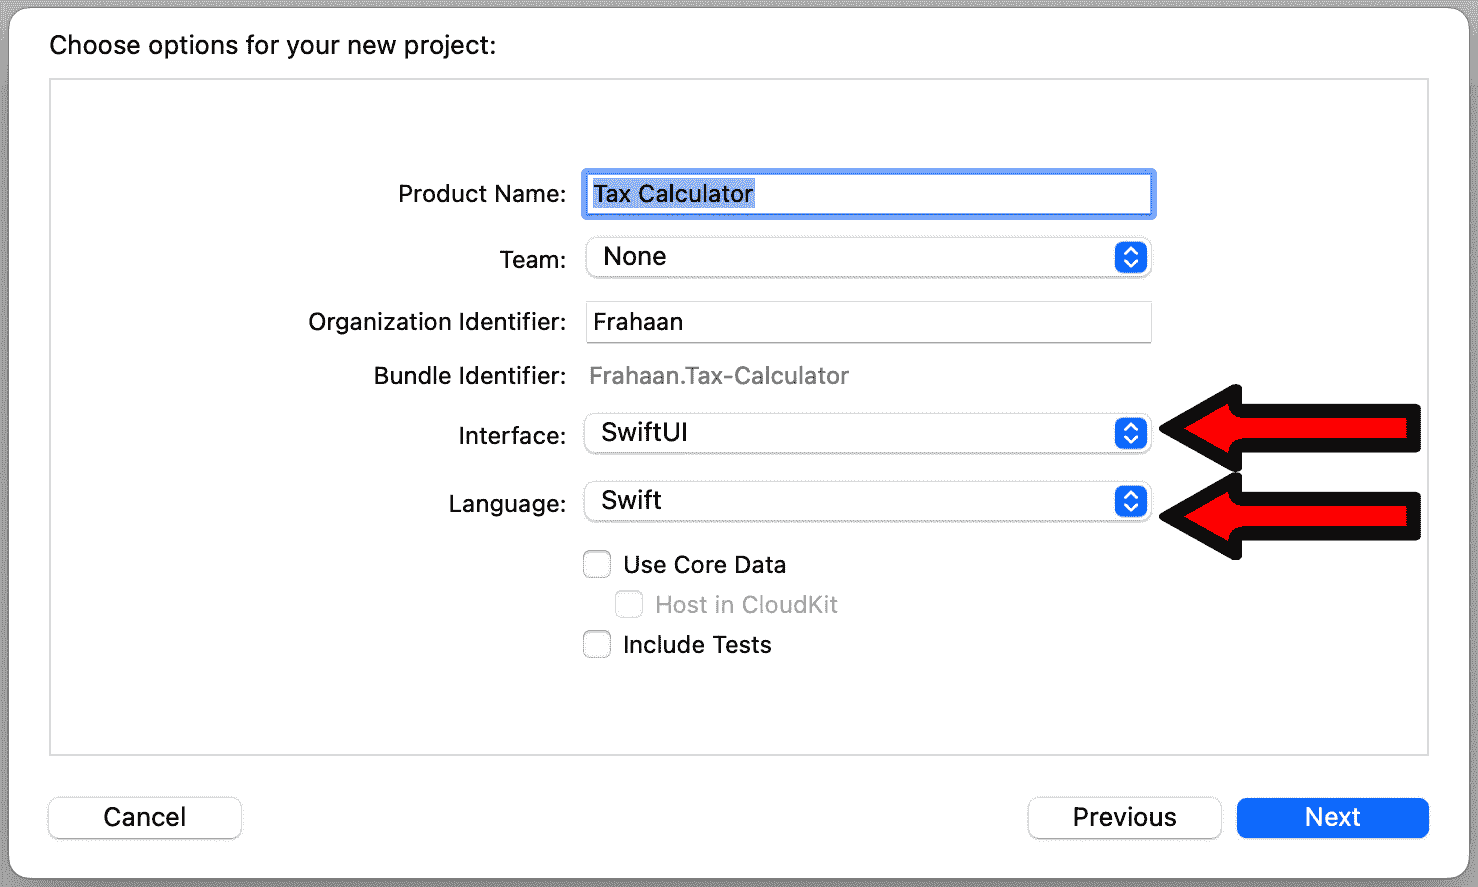 Choose options for your new project:
Product Name: Tax Calculator
Team: None
Organization Identifier: Frahaan
Bundle Identifier: Frahaan.Tax-Calculator
Interface: SwiftUI
Language: Swift
Use Core Data
Host in CloudKit
Include Tests
Cancel Previous Next